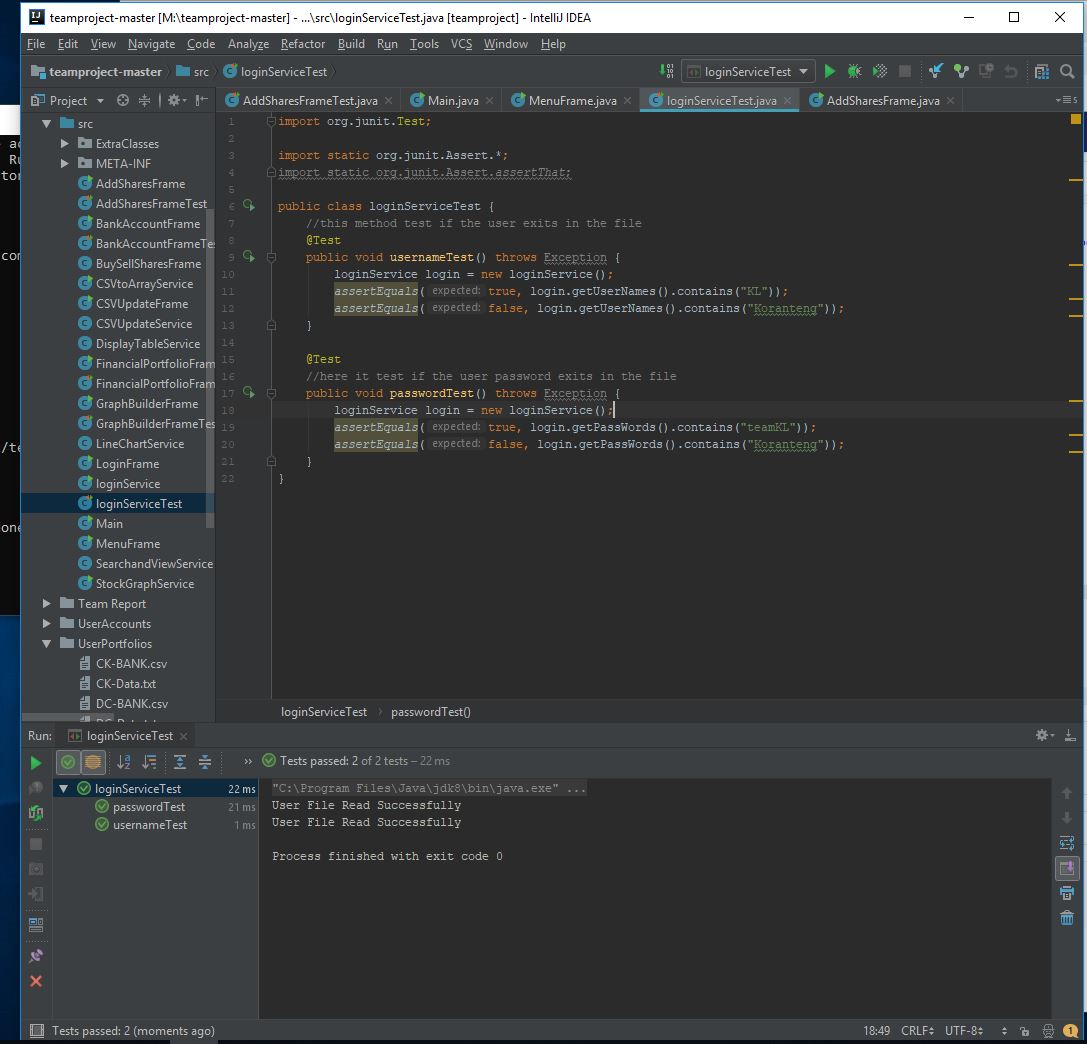 teamproject-master [M:\teamproject-master] - ...\src\loginServiceTest.java [teamproject] - IntelliJ IDEA
File Edit View Navigate Code Analyze Refactor Build Run Tools VCS Window Help
teamproject-master src loginServiceTest loginServiceTest
Project AddSharesFrameTest.java Main.java MenuFrame.java loginServiceTest.java AddSharesFrame.java
src
ExtraClasses
META-INF
AddSharesFrame
AddSharesFrameTest
BankAccountFrame
BankAccountFrameTe
BuySellSharesFrame
CSVtoArrayService
CSVUpdateFrame
CSVUpdateService
DisplayTableService
FinancialPortfolioFram
FinancialPortfolioFram
GraphBuilderFrame
GraphBuilderFrameTes
LineChartService
LoginFrame
loginService
loginServiceTest
Main
MenuFrame
SearchandViewService
StockGraphService
Team Report
UserAccounts
UserPortfolios
CK-BANK.csv
CK-Data.txt
DC-BANK.csv
1 import org.junit.Test;
2
3 import static org.junit.Assert.*;
4 import static org.junit.Assert.assertThat;
5
6 public class loginServiceTest {
7 //this method test if the user exits in the file
8 @Test
9 public void usernameTest() throws Exception {
10 loginService login = new loginService();
11 assertEquals( expected: true, login.getUserNames().contains("KL"));
12 assertEquals( expected: false, login.getUserNames().contains("Koranteng"));
13 }
14
15 @Test
16 //here it test if the user password exits in the file
17 public void passwordTest() throws Exception {
18 loginService login = new loginService();
19 assertEquals( expected: true, login.getPassWords().contains("teamKL"));
20 assertEquals( expected: false, login.getPassWords().contains("Koranteng"));
21 }
22 }
loginServiceTest passwordTest()
Run: loginServiceTest
Tests passed: 2 of 2 tests – 22 ms
loginServiceTest 22 ms
passwordTest 21 ms
usernameTest 1 ms
"C:\Program Files\Java\jdk8\bin\java.exe" ...
User File Read Successfully
User File Read Successfully
Process finished with exit code 0
Tests passed: 2 (moments ago) 18:49 CRLF UTF-8 1